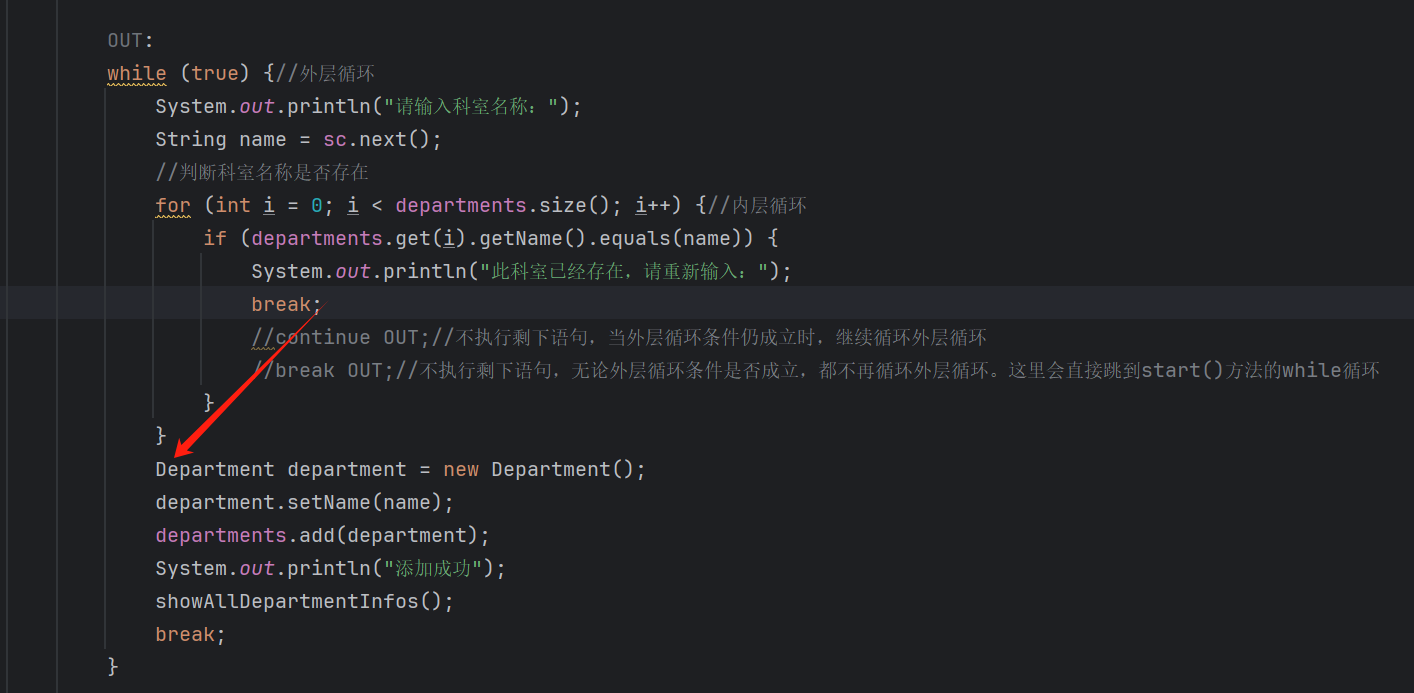 OUT:
while (true) {//外层循环
System.out.println("请输入科室名称：");
String name = sc.next();
//判断科室名称是否存在
for (int i = 0; i < departments.size(); i++) {//内层循环
if (departments.get(i).getName().equals(name)) {
System.out.println("此科室已经存在，请重新输入：");
break;
//continue OUT;//不执行剩下语句，当外层循环条件仍成立时，继续循环外层循环
//break OUT;//不执行剩下语句，无论外层循环条件是否成立，都不再循环外层循环。这里会直接跳到start()方法的while循环
}
}
Department department = new Department();
department.setName(name);
departments.add(department);
System.out.println("添加成功");
showAllDepartmentInfos();
break;
}